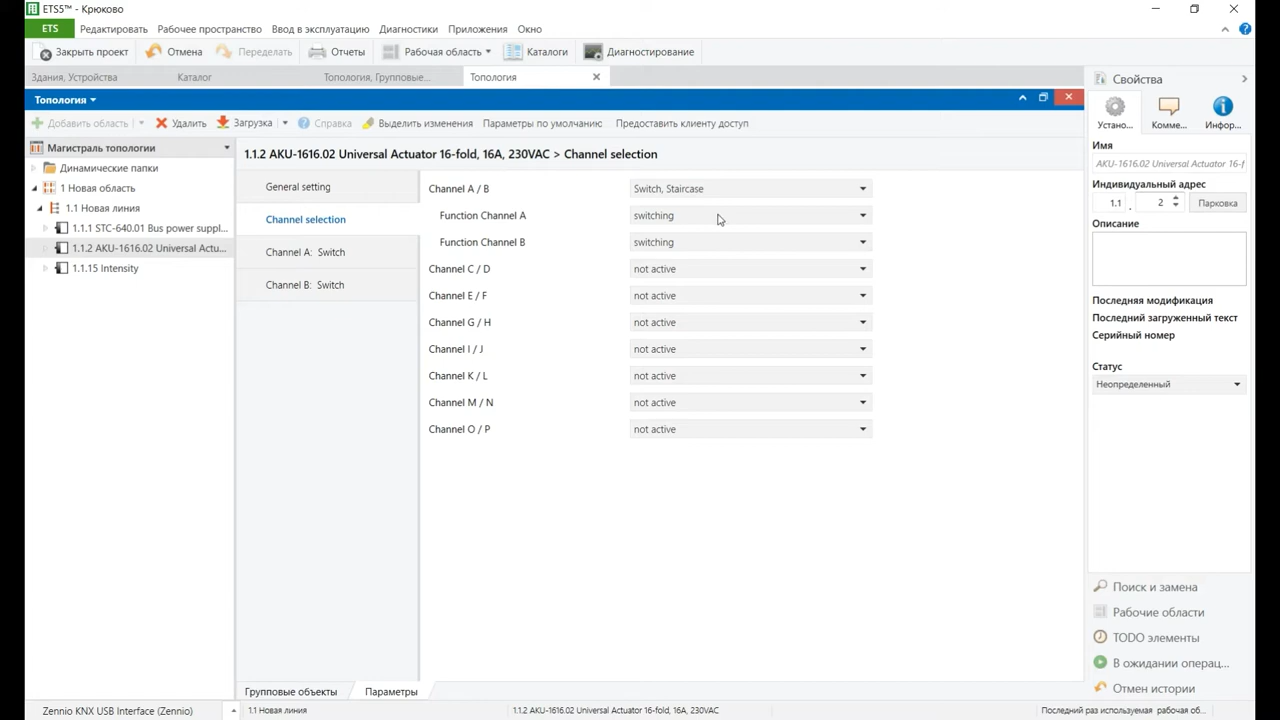 ETS5™ - Крюково
ETS Редактировать Рабочее пространство Ввод в эксплуатацию Диагностики Приложения Окно
Закрыть проект Отмена Переделать Отчеты Рабочая область Каталоги Диагностирование
Здания, Устройства Каталог Топология, Групповые... Топология
Топология
Добавить область Удалить Загрузка Справка Выделить изменения Параметры по умолчанию Предоставить клиенту доступ
Магистраль топологии
Динамические папки
1 Новая область
1.1 Новая линия
1.1.1 STC-640.01 Bus power suppl...
1.1.2 AKU-1616.02 Universal Actu...
1.1.15 Intensity
1.1.2 AKU-1616.02 Universal Actuator 16-fold, 16A, 230VAC > Channel selection
General setting
Channel selection
Channel A: Switch
Channel B: Switch
Channel A / B Switch, Staircase
Function Channel A switching
Function Channel B switching
Channel C / D not active
Channel E / F not active
Channel G / H not active
Channel I / J not active
Channel K / L not active
Channel M / N not active
Channel O / P not active
Групповые объекты Параметры
Свойства
Устано... Комме... Инфор...
Имя
AKU-1616.02 Universal Actuator 16-f
Индивидуальный адрес
1.1 . 2 Парковка
Описание
Последняя модификация
Последний загруженный текст
Серийный номер
Статус
Неопределенный
Поиск и замена
Рабочие области
TODO элементы
В ожидании операц...
Отмен истории
Zennio KNX USB Interface (Zennio) 1.1 Новая линия 1.1.2 AKU-1616.02 Universal Actuator 16-fold, 16A, 230VAC Последний раз используемая рабочая об...